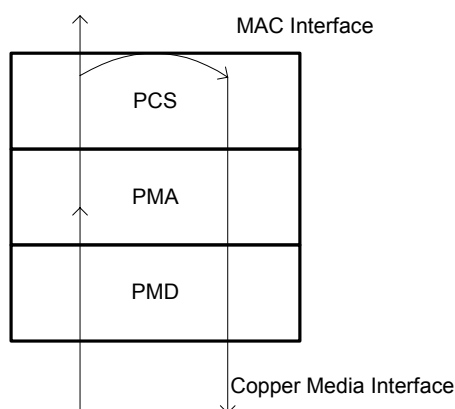 MAC Interface
PCS
PMA
PMD
Copper Media Interface